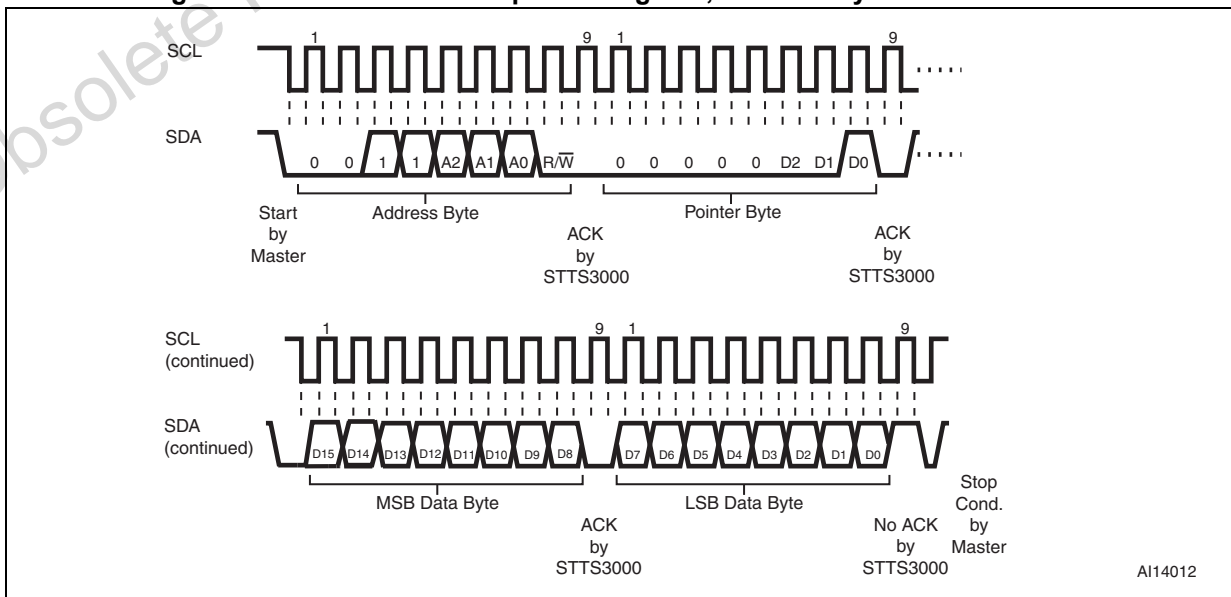 1
9
1
9
SCL
SDA
0 0 1 1 A2 A1 A0 R/W̅ 0 0 0 0 0 D2 D1 D0
Start
by
Master
Address Byte
Pointer Byte
ACK
by
STTS3000
ACK
by
STTS3000
1
9
1
9
SCL
(continued)
SDA
(continued)
D15 D14 D13 D12 D11 D10 D9 D8 D7 D6 D5 D4 D3 D2 D1 D0
MSB Data Byte
LSB Data Byte
ACK
by
STTS3000
No ACK
by
STTS3000
Stop
Cond.
by
Master
AI14012